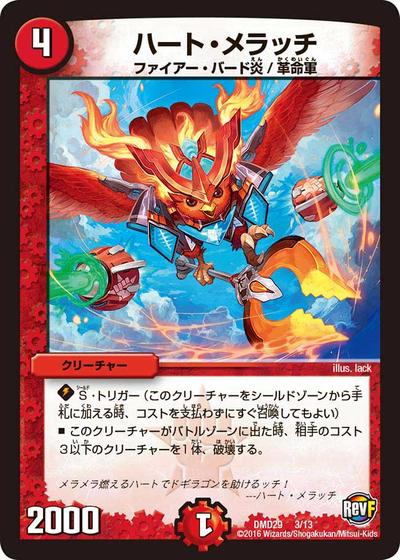 4
ハート・メラッチ
ファイアー・バード炎 / 革命軍
クリーチャー
illus. lack
S・トリガー（このクリーチャーをシールドゾーンから手
札に加える時、コストを支払わずにすぐ召喚してもよい）
■ このクリーチャーがバトルゾーンに出た時、相手のコスト
3以下のクリーチャーを1体、破壊する。
メラメラ燃えるハートでドギラゴンを助けるッチ！
---ハート・メラッチ
2000
1
DMD29 3/13
©2016 Wizards/Shogakukan/Mitsui-Kids
RevF